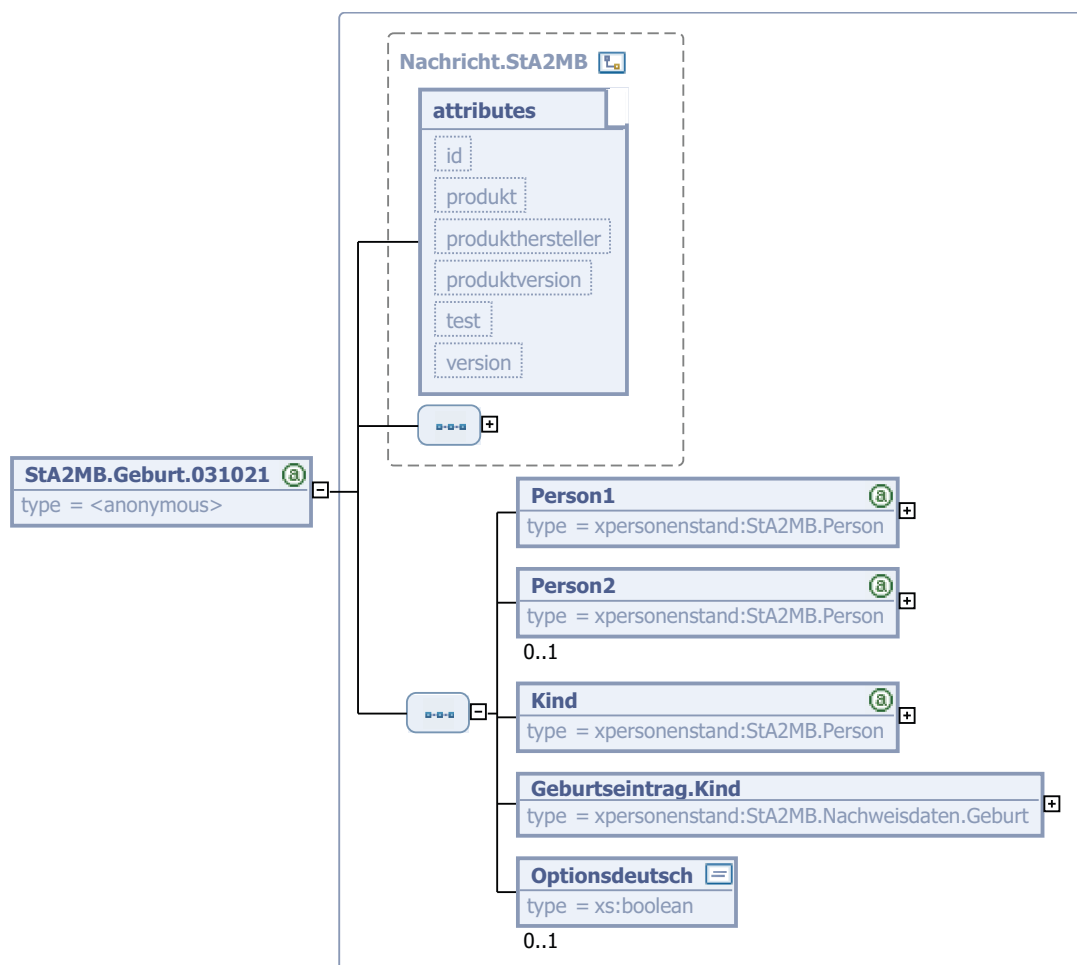 Nachricht.StA2MB
attributes
id
produkt
produkthersteller
produktversion
test
version
StA2MB.Geburt.031021
type = <anonymous>
Person1
type = xpersonenstand:StA2MB.Person
Person2
type = xpersonenstand:StA2MB.Person
0..1
Kind
type = xpersonenstand:StA2MB.Person
Geburtseintrag.Kind
type = xpersonenstand:StA2MB.Nachweisdaten.Geburt
Optionsdeutsch
type = xs:boolean
0..1